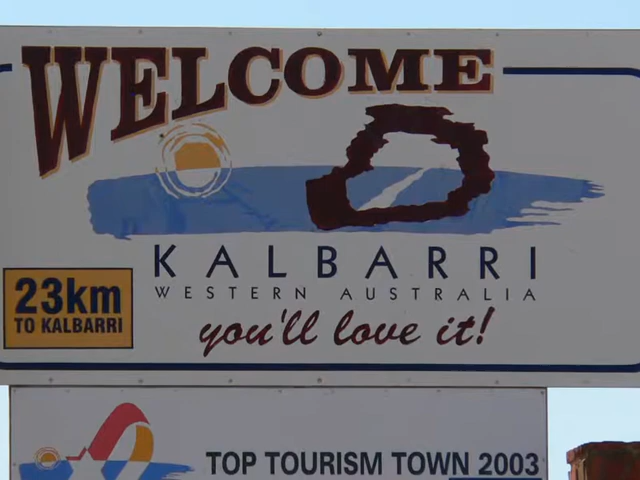 WELCOME
KALBARRI
WESTERN AUSTRALIA
you'll love it!
23km
TO KALBARRI
TOP TOURISM TOWN 2003